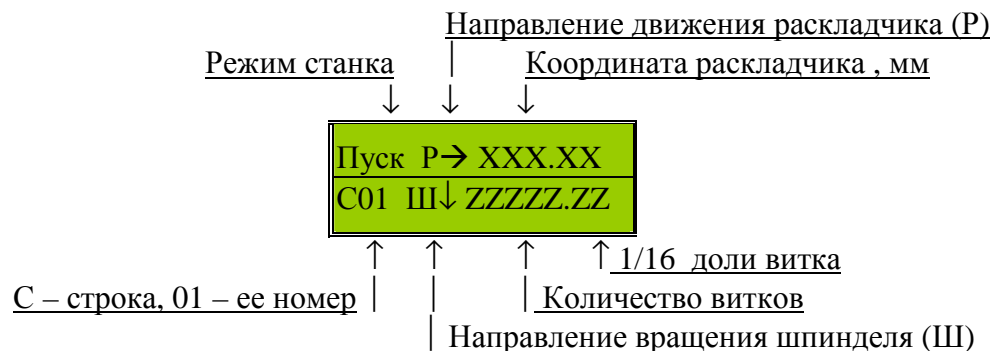 Направление движения раскладчика (Р)
Режим станка | Координата раскладчика , мм
↓ ↓ ↓
Пуск Р→ XXX.XX
С01 Ш↓ ZZZZZ.ZZ
↑ ↑ ↑ ↑ 1/16 доли витка
С – строка, 01 – ее номер | | | Количество витков
| Направление вращения шпинделя (Ш)